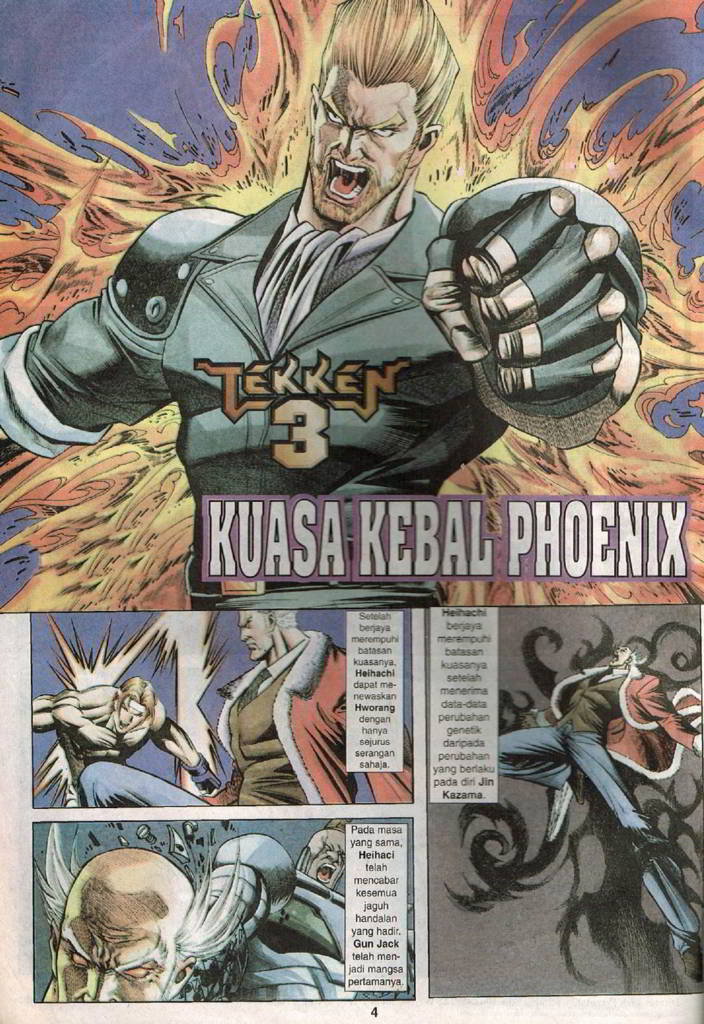 TEKKEN
3
KUASA KEBAL PHOENIX
Setelah
berjaya
merempuhi
batasan
kuasanya,
Heihachi
dapat me-
newaskan
Hworang
dengan
hanya
sejurus
serangan
sahaja.
Heihachi
berjaya
merempuhi
batasan
kuasanya
setelah
menerima
data-data
perubahan
genetik
daripada
perubahan
yang berlaku
pada diri Jin
Kazama.
Pada masa
yang sama,
Heihaci
telah
mencabar
kesemua
jaguh
handalan
yang hadir.
Gun Jack
telah men-
jadi mangsa
pertamanya.
4